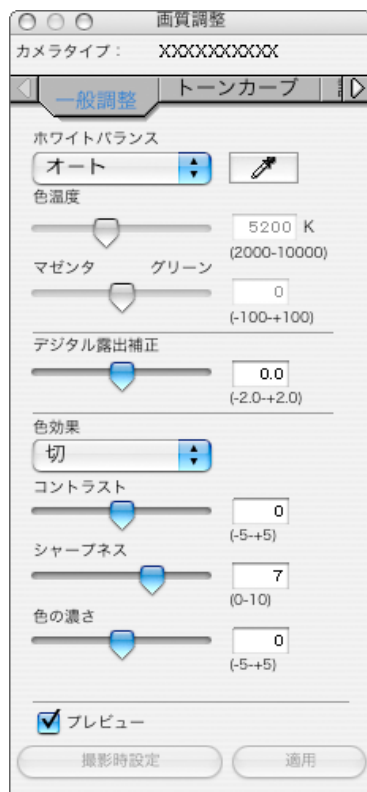 画質調整
カメラタイプ： XXXXXXXXXX
一般調整 トーンカーブ
ホワイトバランス
オート
色温度
5200 K
(2000-10000)
マゼンタ グリーン
0
(-100-+100)
デジタル露出補正
0.0
(-2.0-+2.0)
色効果
切
コントラスト
0
(-5-+5)
シャープネス
7
(0-10)
色の濃さ
0
(-5-+5)
プレビュー
撮影時設定 適用